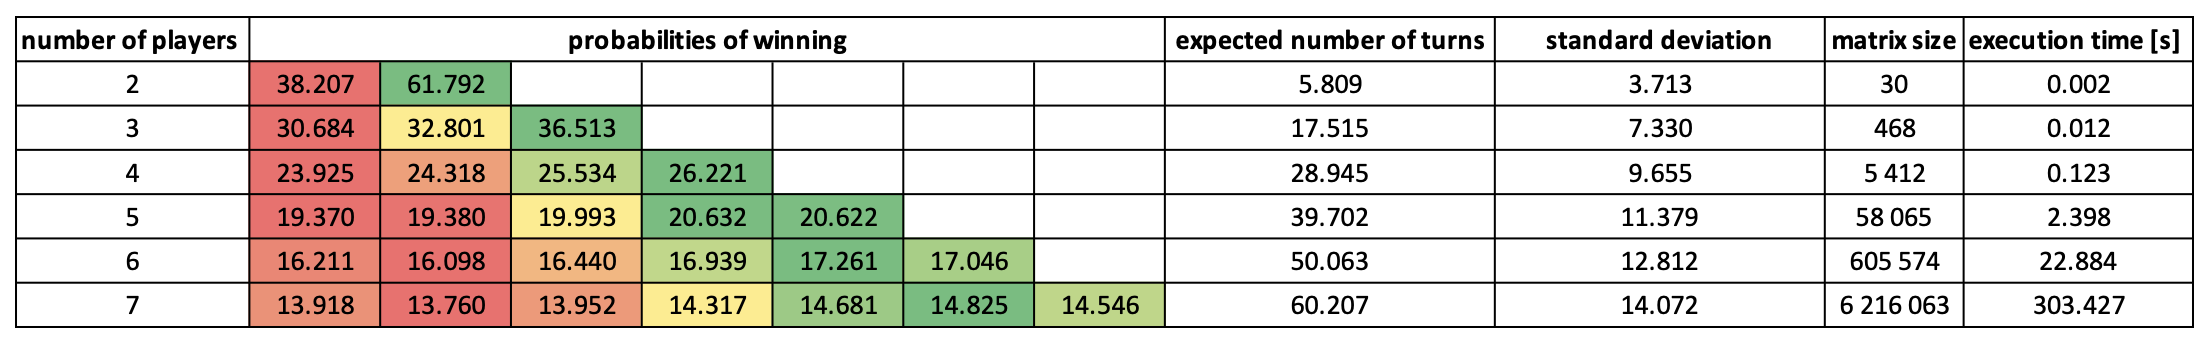 number of players probabilities of winning expected number of turns standard deviation matrix size execution time [s]
2 38.207 61.792 5.809 3.713 30 0.002
3 30.684 32.801 36.513 17.515 7.330 468 0.012
4 23.925 24.318 25.534 26.221 28.945 9.655 5 412 0.123
5 19.370 19.380 19.993 20.632 20.622 39.702 11.379 58 065 2.398
6 16.211 16.098 16.440 16.939 17.261 17.046 50.063 12.812 605 574 22.884
7 13.918 13.760 13.952 14.317 14.681 14.825 14.546 60.207 14.072 6 216 063 303.427